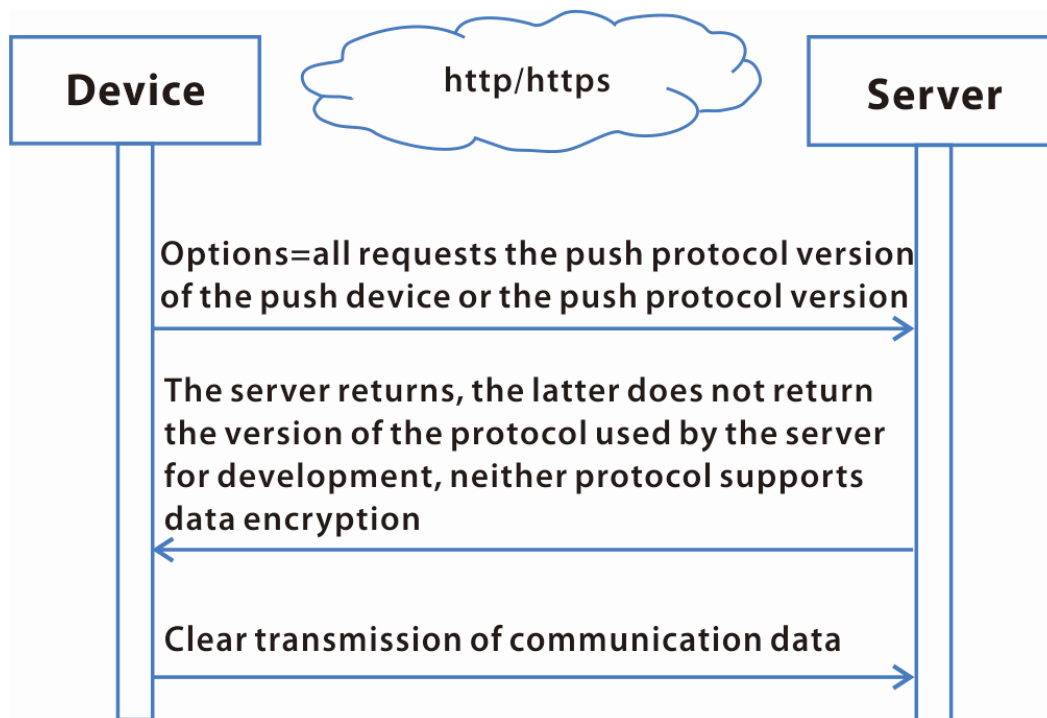 Device
http/https
Server
Options=all requests the push protocol version
of the push device or the push protocol version
The server returns, the latter does not return
the version of the protocol used by the server
for development, neither protocol supports
data encryption
Clear transmission of communication data